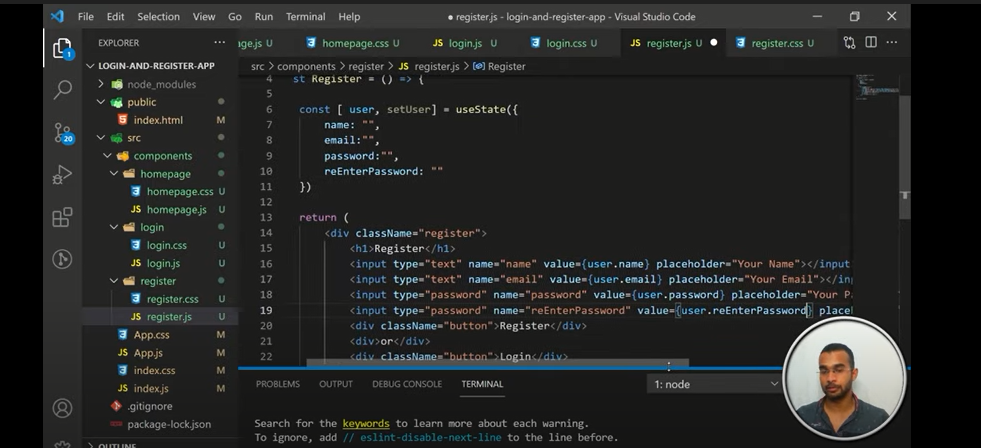 File Edit Selection View Go Run Terminal Help
● register.js - login-and-register-app - Visual Studio Code
EXPLORER
LOGIN-AND-REGISTER-APP
node_modules
public
index.html
src
components
homepage
homepage.css U
homepage.js U
login
login.css U
login.js U
register
register.css U
register.js U
App.css U
App.js U
index.css U
index.js U
.gitignore
package-lock.json
OUTLINE
1
20
age.js U homepage.css U login.js U login.css U register.js U ● register.css U
src > components > register > register.js > Register
4 st Register = () => {
5
6 const [ user, setUser] = useState({
7 name: "",
8 email:"",
9 password:"",
10 reEnterPassword: ""
11 })
12
13 return (
14 <div className="register">
15 <h1>Register</h1>
16 <input type="text" name="name" value={user.name} placeholder="Your Name"></input
17 <input type="text" name="email" value={user.email} placeholder="Your Email"></inp
18 <input type="password" name="password" value={user.password} placeholder="Your P
19 <input type="password" name="reEnterPassword" value={user.reEnterPassword} place
20 <div className="button">Register</div>
21 <div>or</div>
22 <div className="button">Login</div>
PROBLEMS OUTPUT DEBUG CONSOLE TERMINAL 1: node
Search for the keywords to learn more about each warning.
To ignore, add // eslint-disable-next-line to the line before.